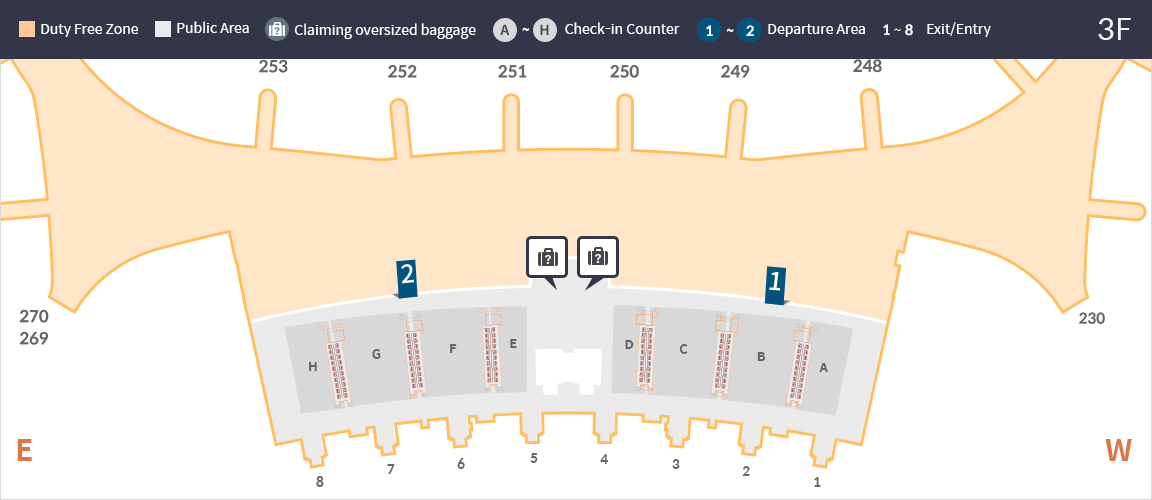 Duty Free Zone
Public Area
Claiming oversized baggage
A ~ H Check-in Counter
1 ~ 2 Departure Area
1 ~ 8 Exit/Entry
3F
253
252
251
250
249
248
270
269
230
2
1
H
G
F
E
D
C
B
A
E
W
8
7
6
5
4
3
2
1